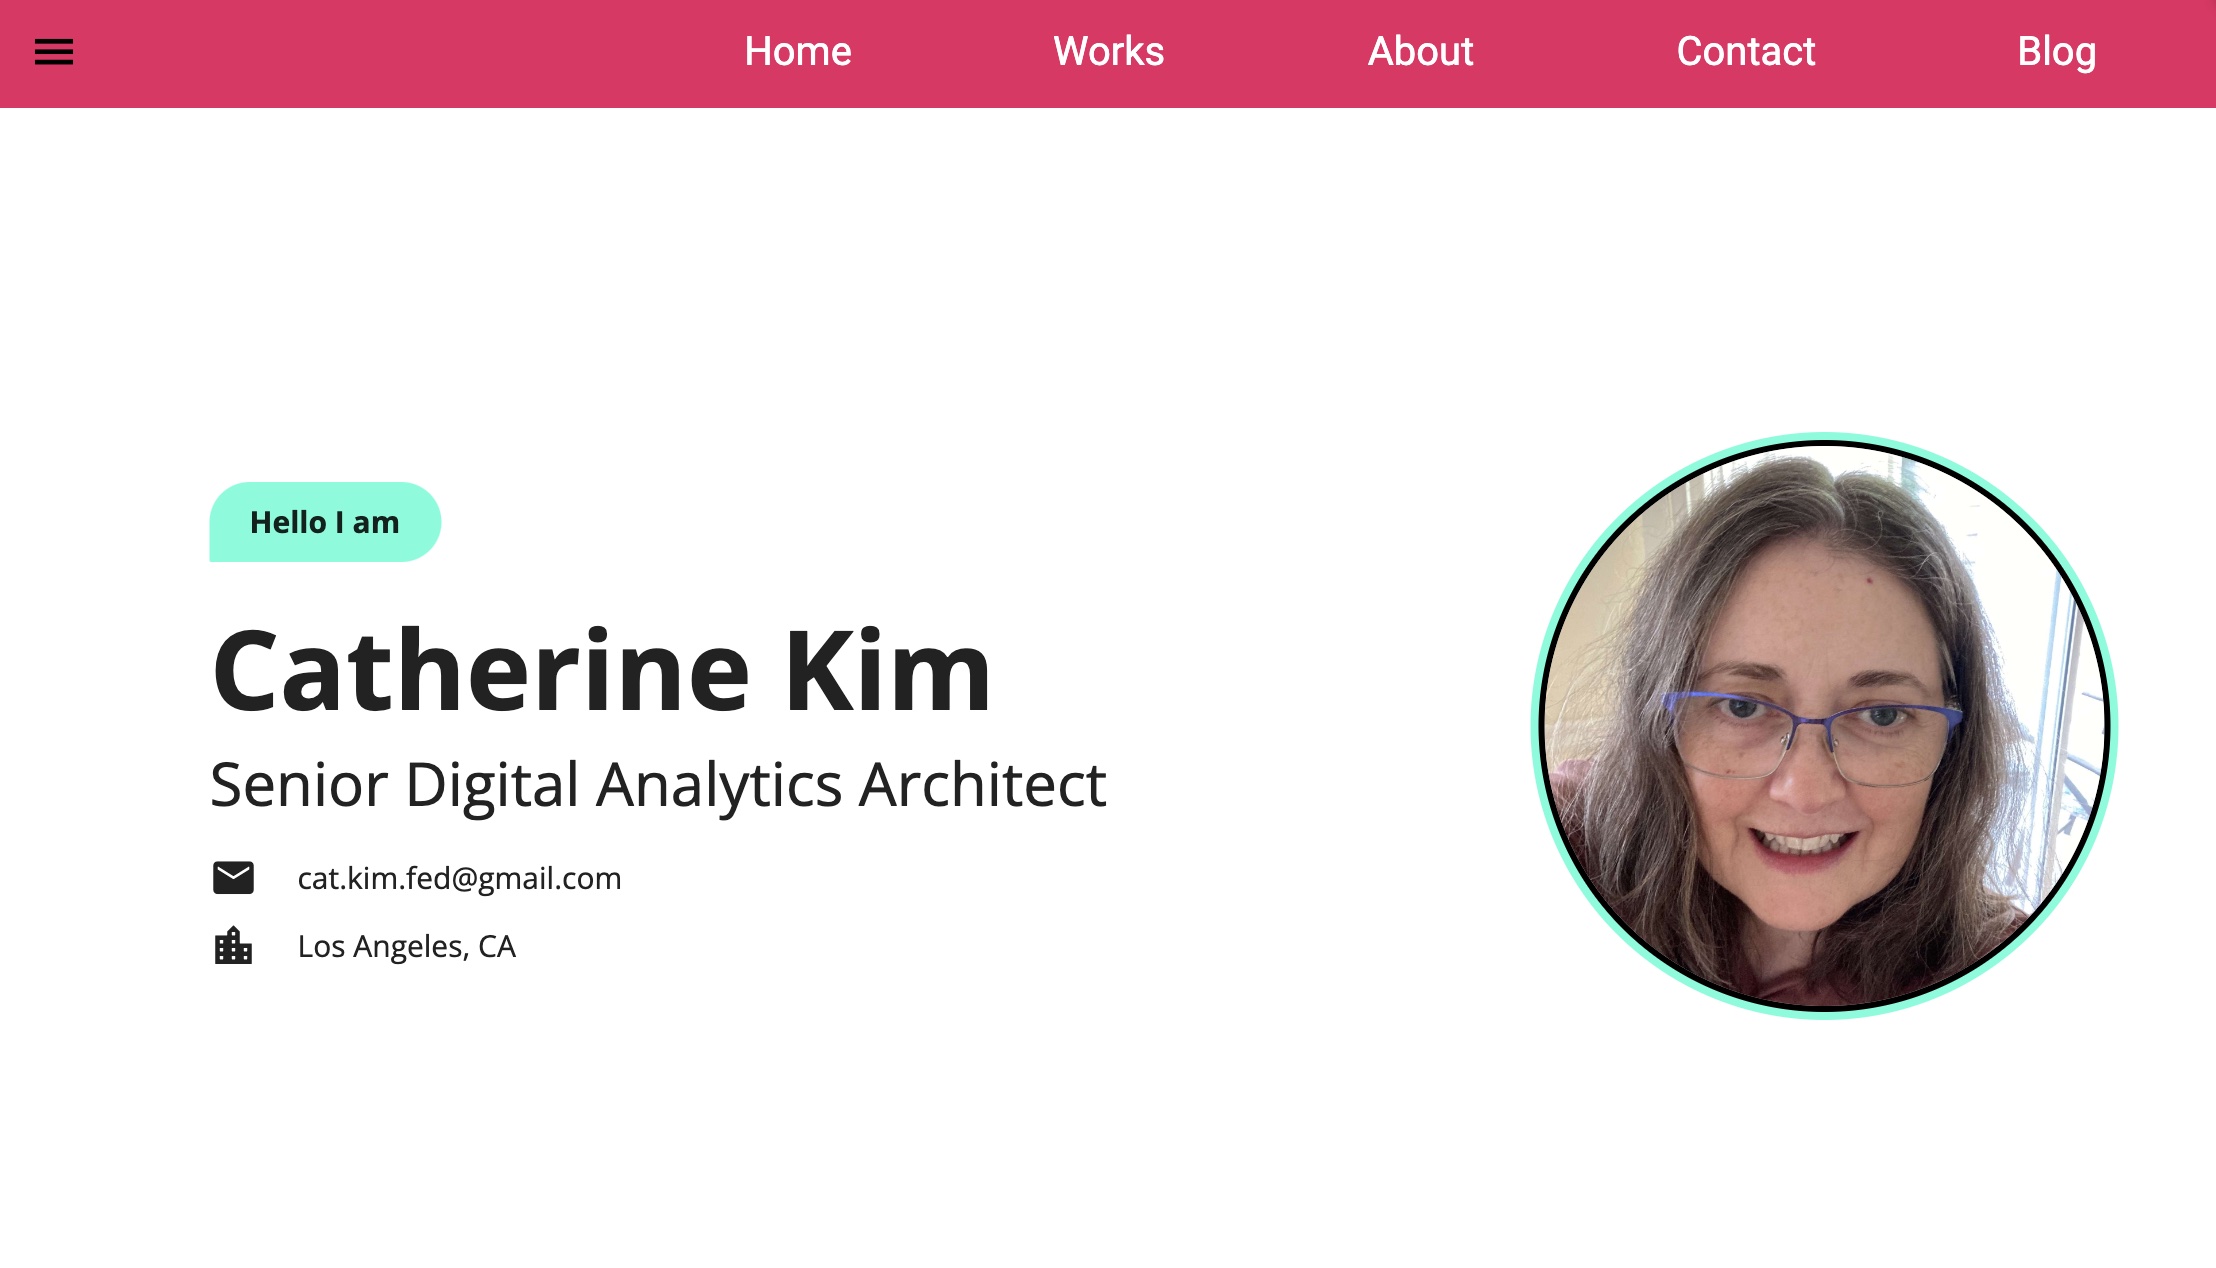 Home Works About Contact Blog
Hello I am
Catherine Kim
Senior Digital Analytics Architect
cat.kim.fed@gmail.com
Los Angeles, CA